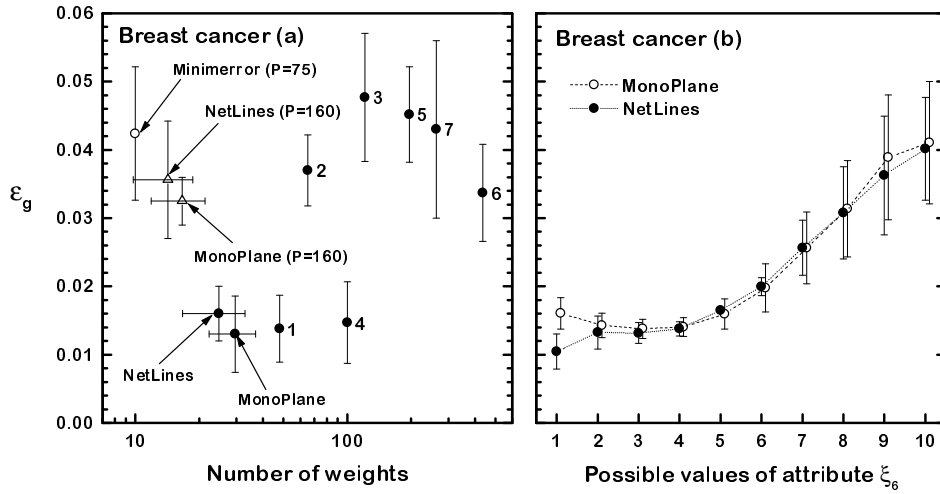 Breast cancer (a)
Minimerror (P=75)
NetLines (P=160)
MonoPlane (P=160)
NetLines
MonoPlane
1
2
3
4
5
6
7
0.06
0.05
0.04
0.03
0.02
0.01
0.00
εg
10
100
Number of weights
Breast cancer (b)
MonoPlane
NetLines
1 2 3 4 5 6 7 8 9 10
Possible values of attribute ξ6